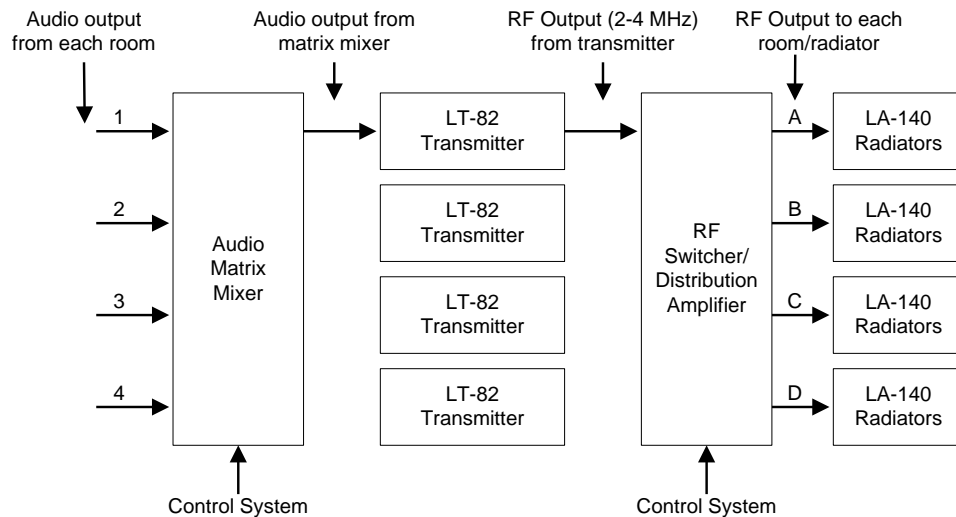 Audio output
from each room
Audio output from
matrix mixer
RF Output (2-4 MHz)
from transmitter
RF Output to each
room/radiator
1
2
3
4
Audio
Matrix
Mixer
LT-82
Transmitter
LT-82
Transmitter
LT-82
Transmitter
LT-82
Transmitter
RF
Switcher/
Distribution
Amplifier
A
B
C
D
LA-140
Radiators
LA-140
Radiators
LA-140
Radiators
LA-140
Radiators
Control System
Control System